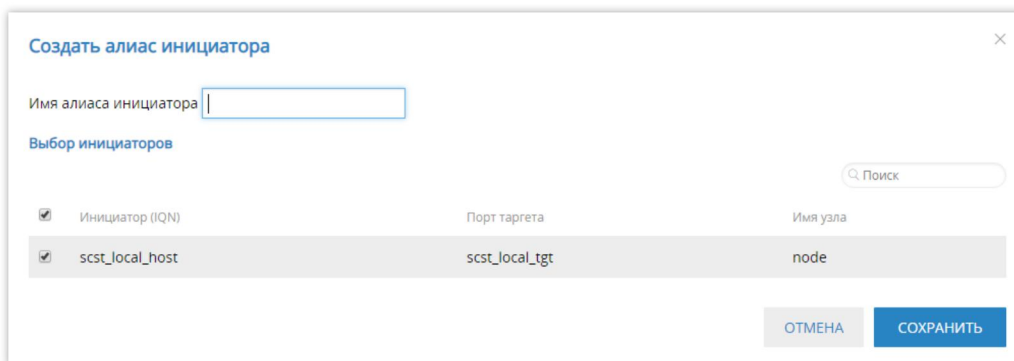 Создать алиас инициатора
Имя алиаса инициатора
Выбор инициаторов
Поиск
Инициатор (IQN) Порт таргета Имя узла
scst_local_host scst_local_tgt node
ОТМЕНА СОХРАНИТЬ